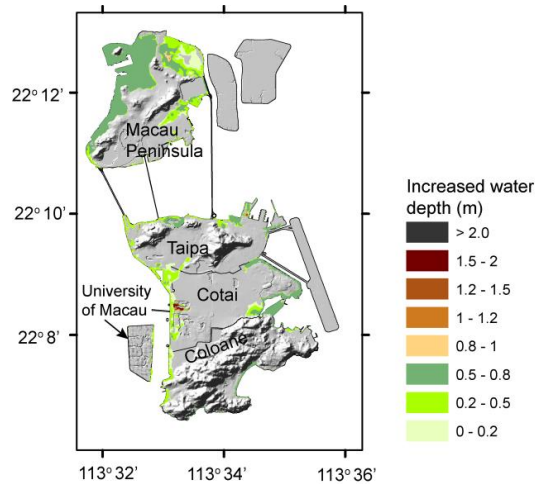 22° 12'
22° 10'
22° 8'
Macau
Peninsula
Taipa
Cotai
University
of Macau
Coloane
113° 32'
113° 34'
113° 36'
Increased water
depth (m)
> 2.0
1.5 - 2
1.2 - 1.5
1 - 1.2
0.8 - 1
0.5 - 0.8
0.2 - 0.5
0 - 0.2